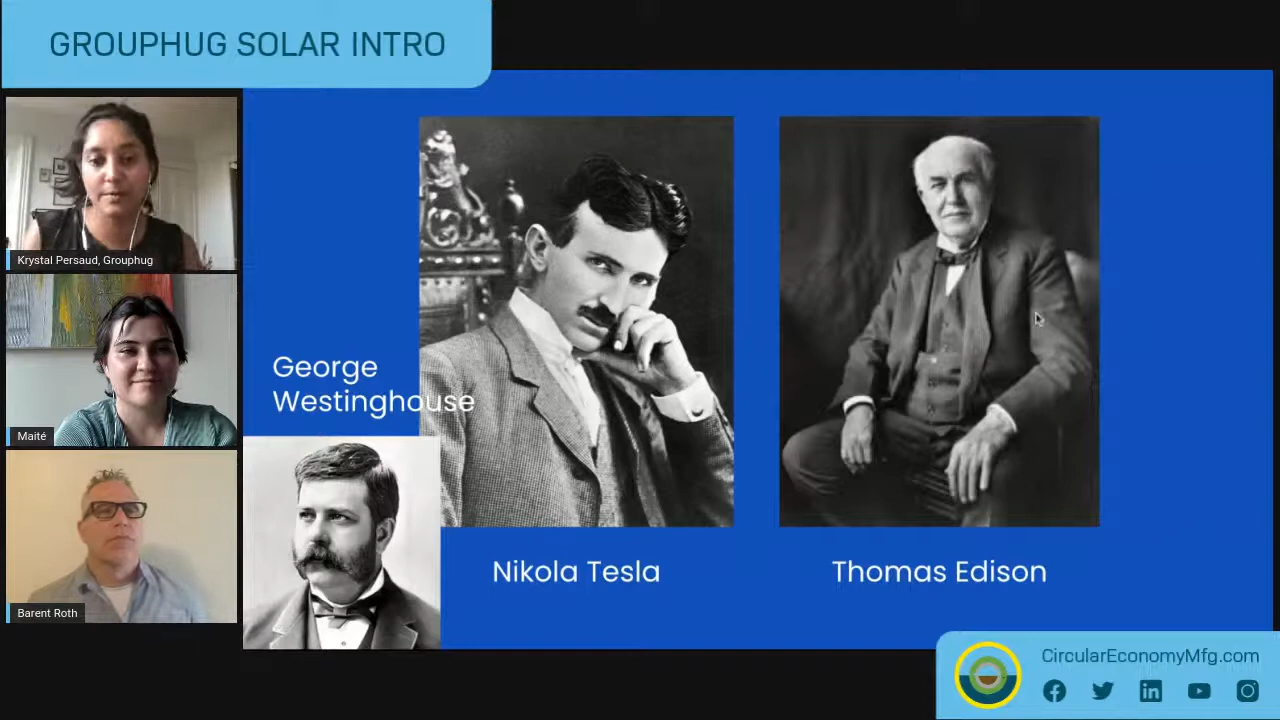 GROUPHUG SOLAR INTRO
Krystal Persaud, Grouphug
Maité
Barent Roth
George
Westinghouse
Nikola Tesla
Thomas Edison
CircularEconomyMfg.com